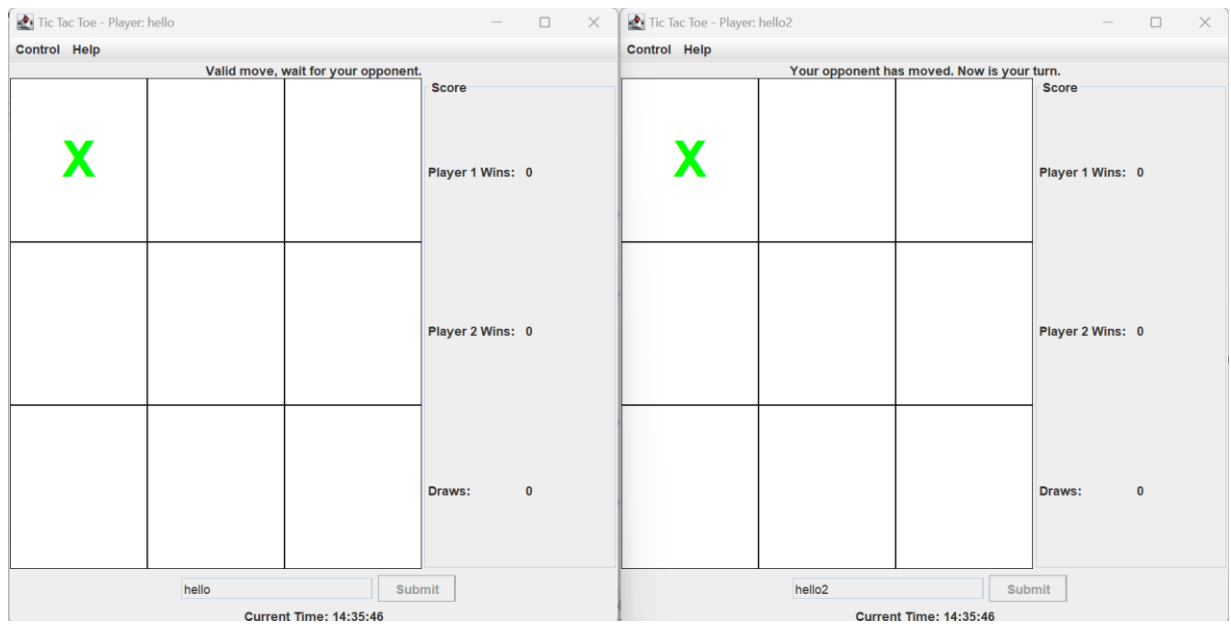 Tic Tac Toe - Player: hello
Control Help
Valid move, wait for your opponent.
X
Score
Player 1 Wins: 0
Player 2 Wins: 0
Draws: 0
hello
Submit
Current Time: 14:35:46
Tic Tac Toe - Player: hello2
Control Help
Your opponent has moved. Now is your turn.
X
Score
Player 1 Wins: 0
Player 2 Wins: 0
Draws: 0
hello2
Submit
Current Time: 14:35:46